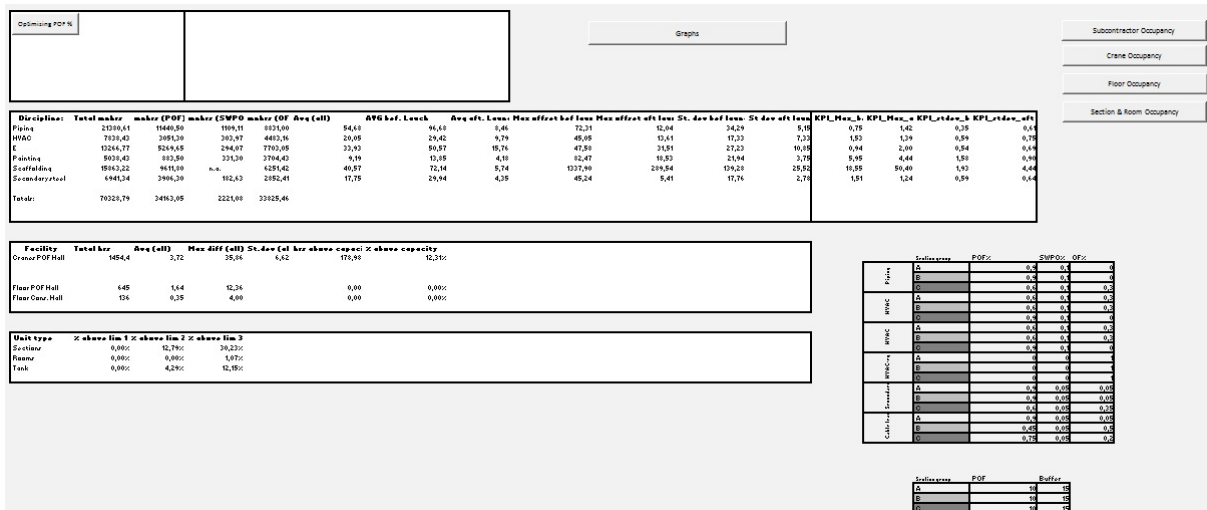 Optimizing POF %
Graphs
Subcontractor Occupancy
Crane Occupancy
Floor Occupancy
Section & Room Occupancy
Discipline: Total mnhrs mnhrs (POF) mnhrs (SWPO mnhrs (OF Avg (all) AVG bef. Lauch Avg aft. Laun Max offset bef laun Max offset aft laun St. dev bef laun St dev aft laun KPI_Max_b KPI_Max_a KPI_stdev_b KPI_stdev_aft
Piping 21380,61 11440,50 1109,11 8831,00 54,68 96,68 8,46 72,31 12,04 34,29 5,15 0,75 1,42 0,35 0,61
HVAC 7838,43 3051,30 303,97 4483,16 20,05 29,42 9,79 45,05 13,61 17,33 7,33 1,53 1,39 0,59 0,75
E 13266,77 5269,65 294,07 7703,05 33,93 50,57 15,76 47,58 31,51 27,23 10,85 0,94 2,00 0,54 0,69
Painting 5038,43 883,50 331,30 3704,43 9,19 13,85 4,18 82,47 18,53 21,94 3,75 5,95 4,44 1,58 0,90
Scaffolding 15863,22 9611,80 n.a. 6251,42 40,57 72,14 5,74 1337,90 289,54 139,28 25,52 18,55 50,40 1,93 4,44
Secondary steel 6941,34 3906,30 182,63 2852,41 17,75 29,94 4,35 45,24 5,41 17,76 2,78 1,51 1,24 0,59 0,64
Totals: 70328,79 34163,05 2221,08 33825,46
Facility Total hrs Avg (all) Max diff (all) St.dev (al hrs above capaci % above capacity
Cranes POF Hall 1454,4 3,72 35,86 6,62 178,98 12,31%
Floor POF Hall 645 1,64 12,36 0,00 0,00%
Floor Cons. Hall 136 0,35 4,00 0,00 0,00%
Unit type % above lim 1 % above lim 2 % above lim 3
Sections 0,00% 12,79% 30,23%
Rooms 0,00% 0,00% 1,07%
Tank 0,00% 4,29% 12,15%
Section group POF% SWPO% OF%
Piping
A 0,9 0,1 0
B 0,9 0,1 0
C 0,6 0,1 0,3
HVAC
A 0,6 0,1 0,3
B 0,6 0,1 0,3
C 0,9 0,1 0
HVAC
A 0,6 0,1 0,3
B 0,6 0,1 0,3
C 0,9 0,1 0
HVAC-eq
A 0 0 1
B 0 0 1
C 0 0 1
Secondary
A 0,9 0,05 0,05
B 0,9 0,05 0,05
C 0,6 0,05 0,35
A 0,9 0,05 0,05
B 0,45 0,05 0,5
C 0,75 0,05 0,2
Section group POF Buffer
A 10 15
B 10 15
C 10 15